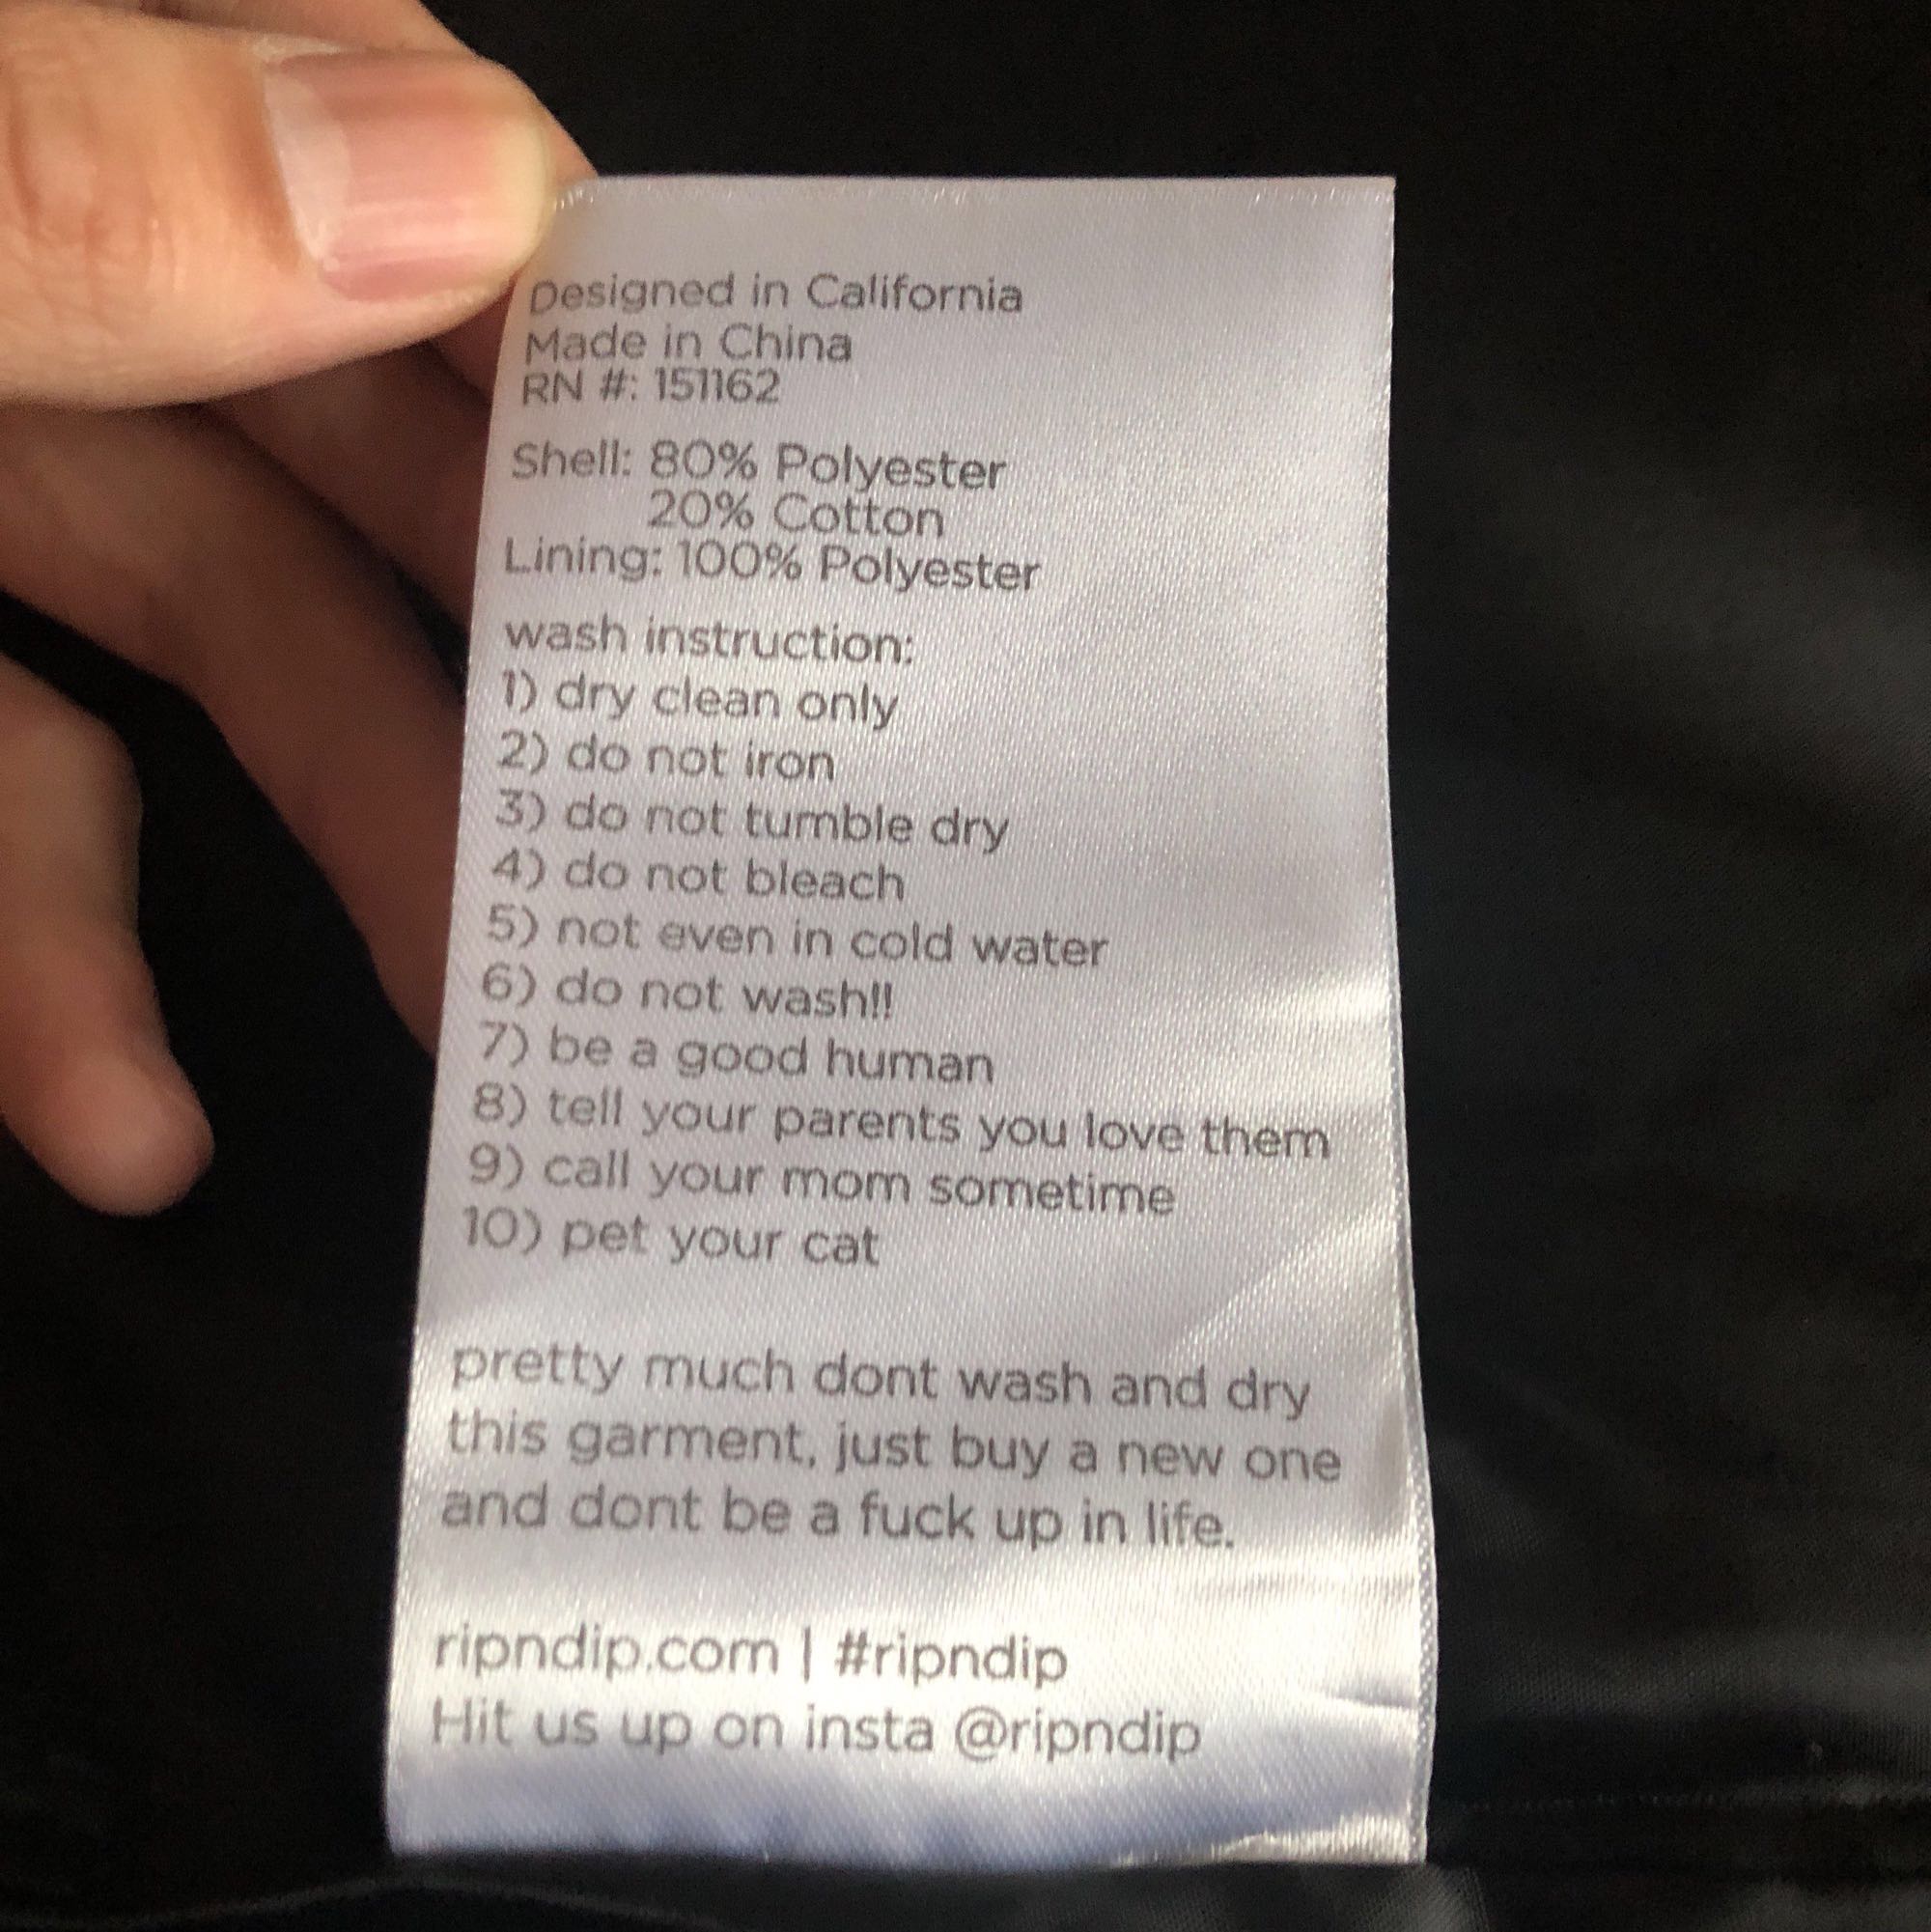 Designed in California
Made in China
RN #: 151162
Shell: 80% Polyester
20% Cotton
Lining: 100% Polyester
wash instruction:
1) dry clean only
2) do not iron
3) do not tumble dry
4) do not bleach
5) not even in cold water
6) do not wash!!
7) be a good human
8) tell your parents you love them
9) call your mom sometime
10) pet your cat
pretty much dont wash and dry
this garment, just buy a new one
and dont be a fuck up in life.
ripndip.com | #ripndip
Hit us up on insta @ripndip